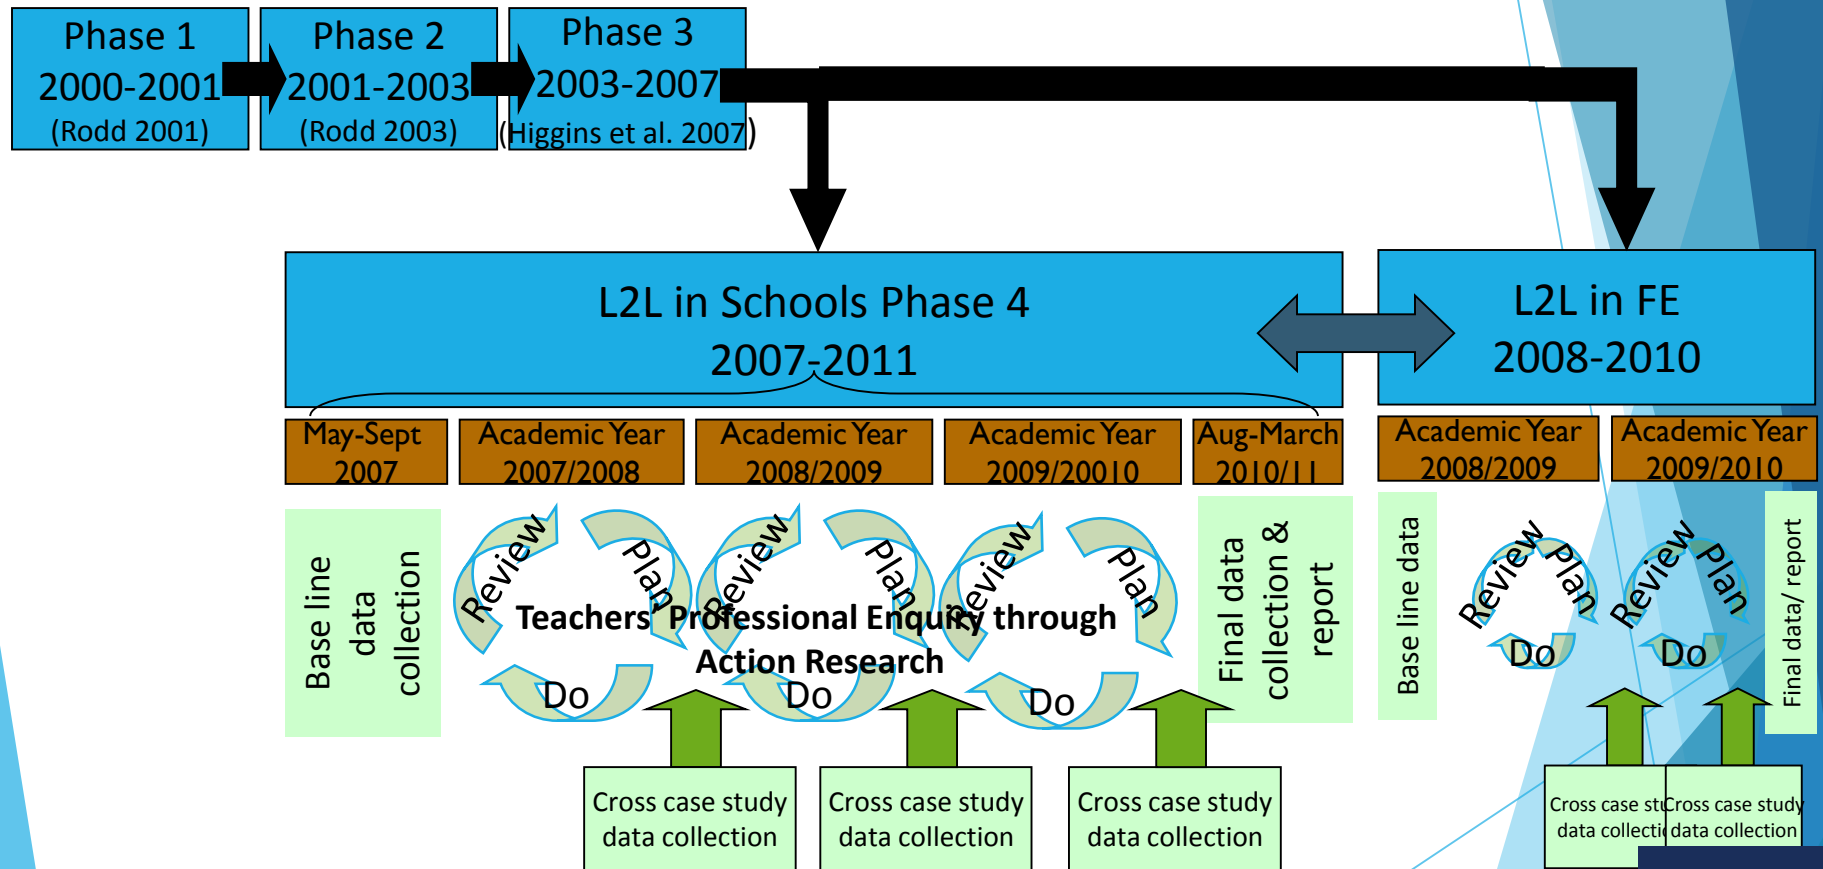 Phase 1
2000-2001
(Rodd 2001)
Phase 2
2001-2003
(Rodd 2003)
Phase 3
2003-2007
(Higgins et al. 2007)
L2L in Schools Phase 4
2007-2011
L2L in FE
2008-2010
May-Sept
2007
Academic Year
2007/2008
Academic Year
2008/2009
Academic Year
2009/20010
Aug-March
2010/11
Academic Year
2008/2009
Academic Year
2009/2010
Base line
data
collection
Review
Plan
Do
Review
Plan
Do
Review
Plan
Do
Teachers' Professional Enquiry through
Action Research
Final data
collection &
report
Base line data
Review
Plan
Do
Review
Plan
Do
Final data/ report
Cross case study
data collection
Cross case study
data collection
Cross case study
data collection
Cross case stu
data collecti
Cross case study
data collection